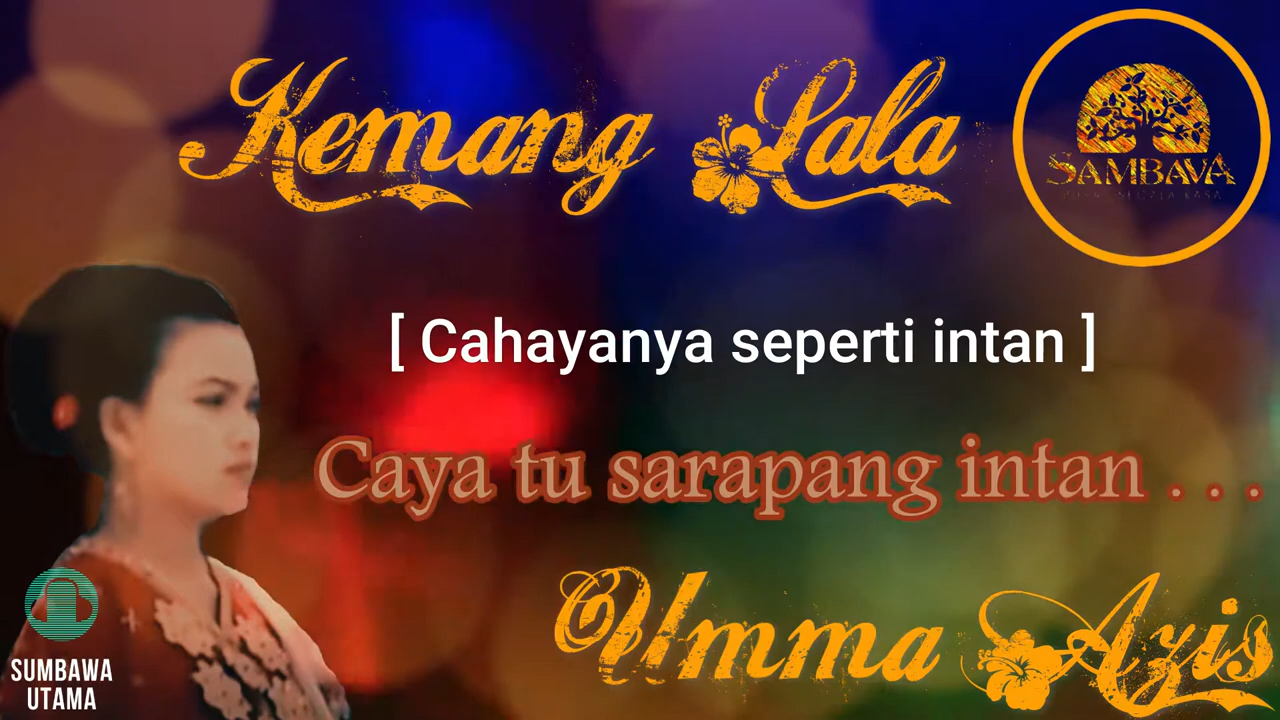 Kemang Lala
SAMBAVA
[ Cahayanya seperti intan ]
Caya tu sarapang intan . . .
Umma Azis
SUMBAWA
UTAMA